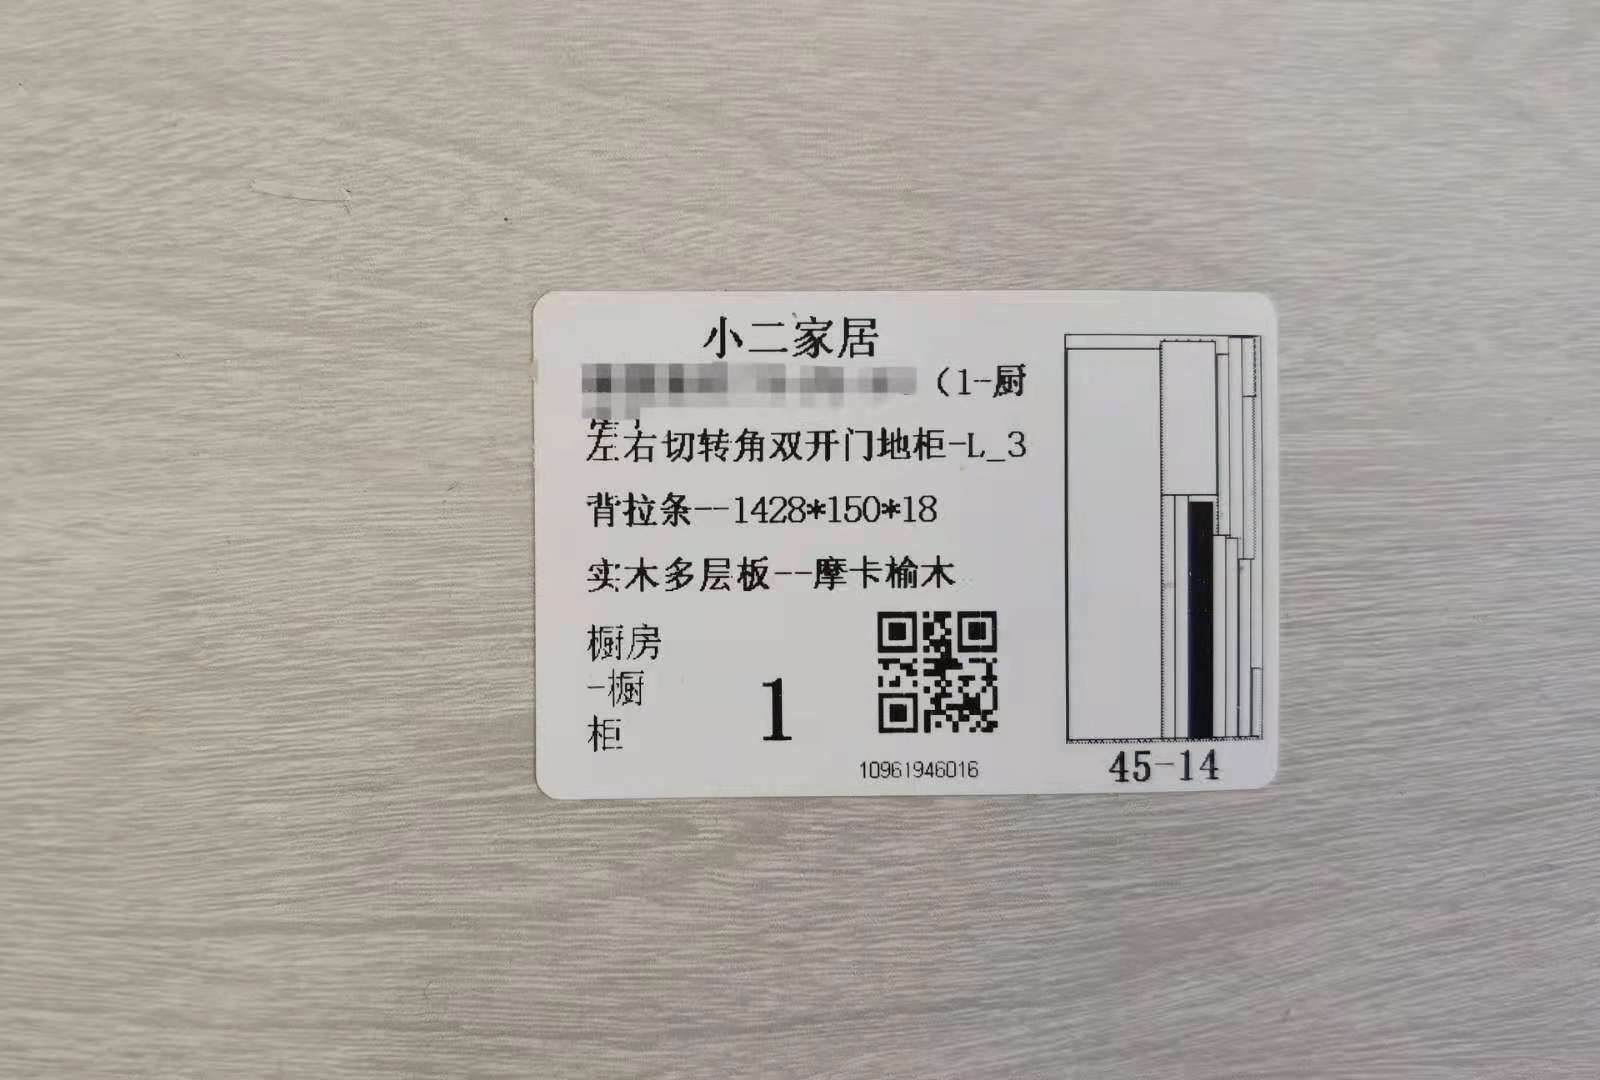 小二家居
（1-厨
左右切转角双开门地柜-L_3
背拉条--1428*150*18
实木多层板--摩卡榆木
橱房
-橱
柜
1
10961946016
45-14